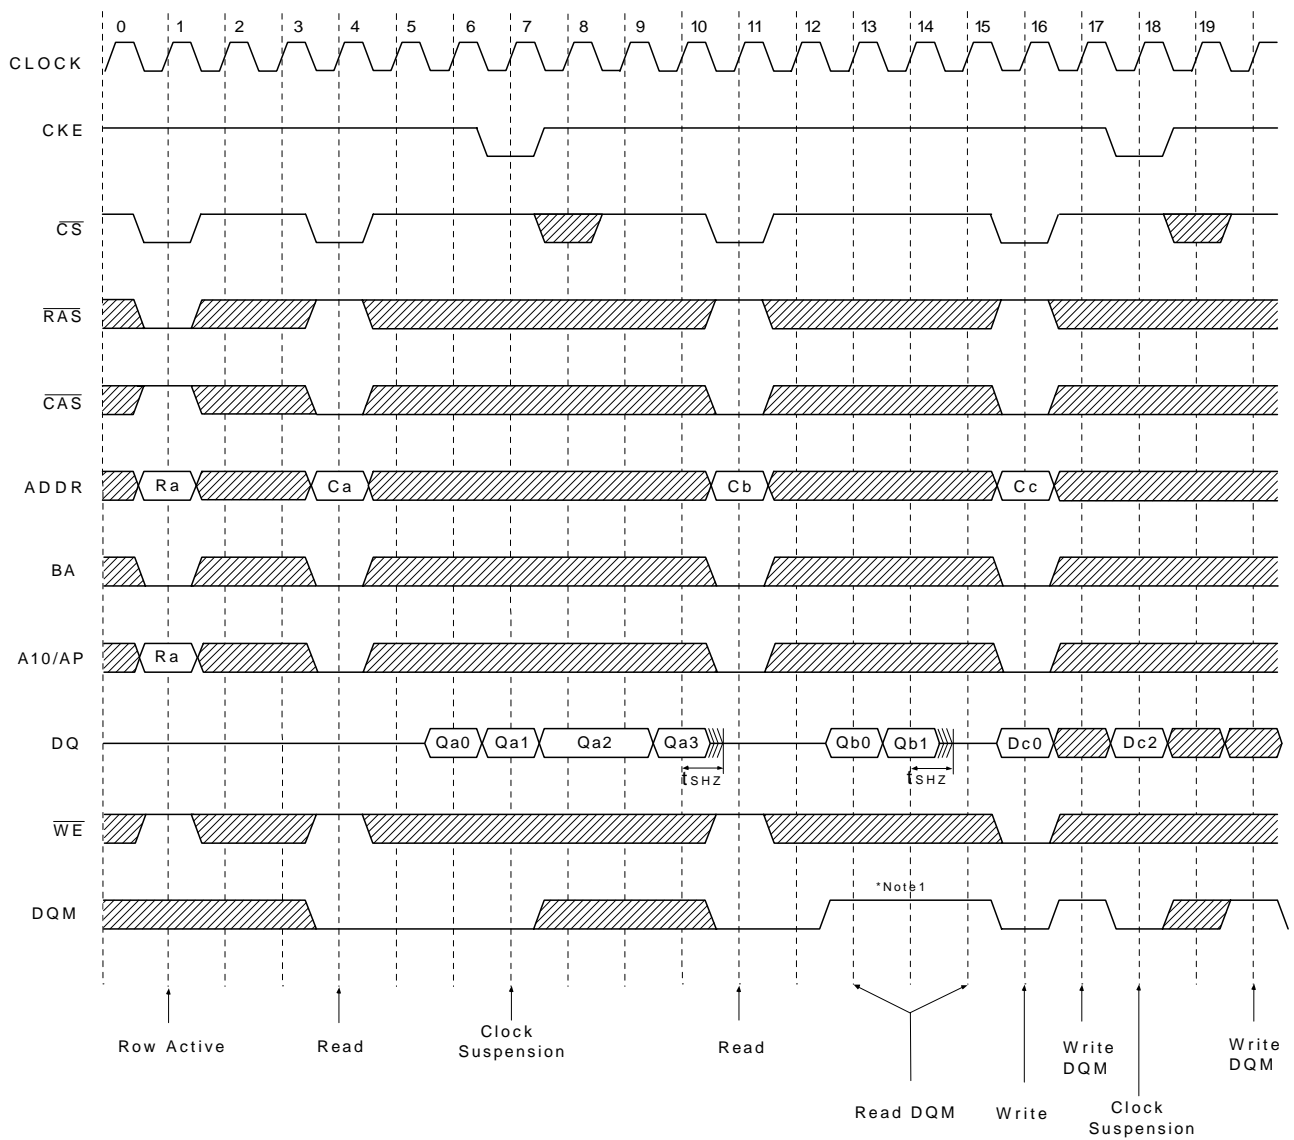 0 1 2 3 4 5 6 7 8 9 10 11 12 13 14 15 16 17 18 19
CLOCK
CKE
CS
RAS
CAS
ADDR Ra Ca Cb Cc
BA
A10/AP Ra
DQ Qa0 Qa1 Qa2 Qa3 Qb0 Qb1 Dc0 Dc2
tSHZ tSHZ
WE
*Note1
DQM
Row Active
Read
Clock
Suspension
Read
Write
DQM
Write
DQM
Read DQM
Write
Clock
Suspension